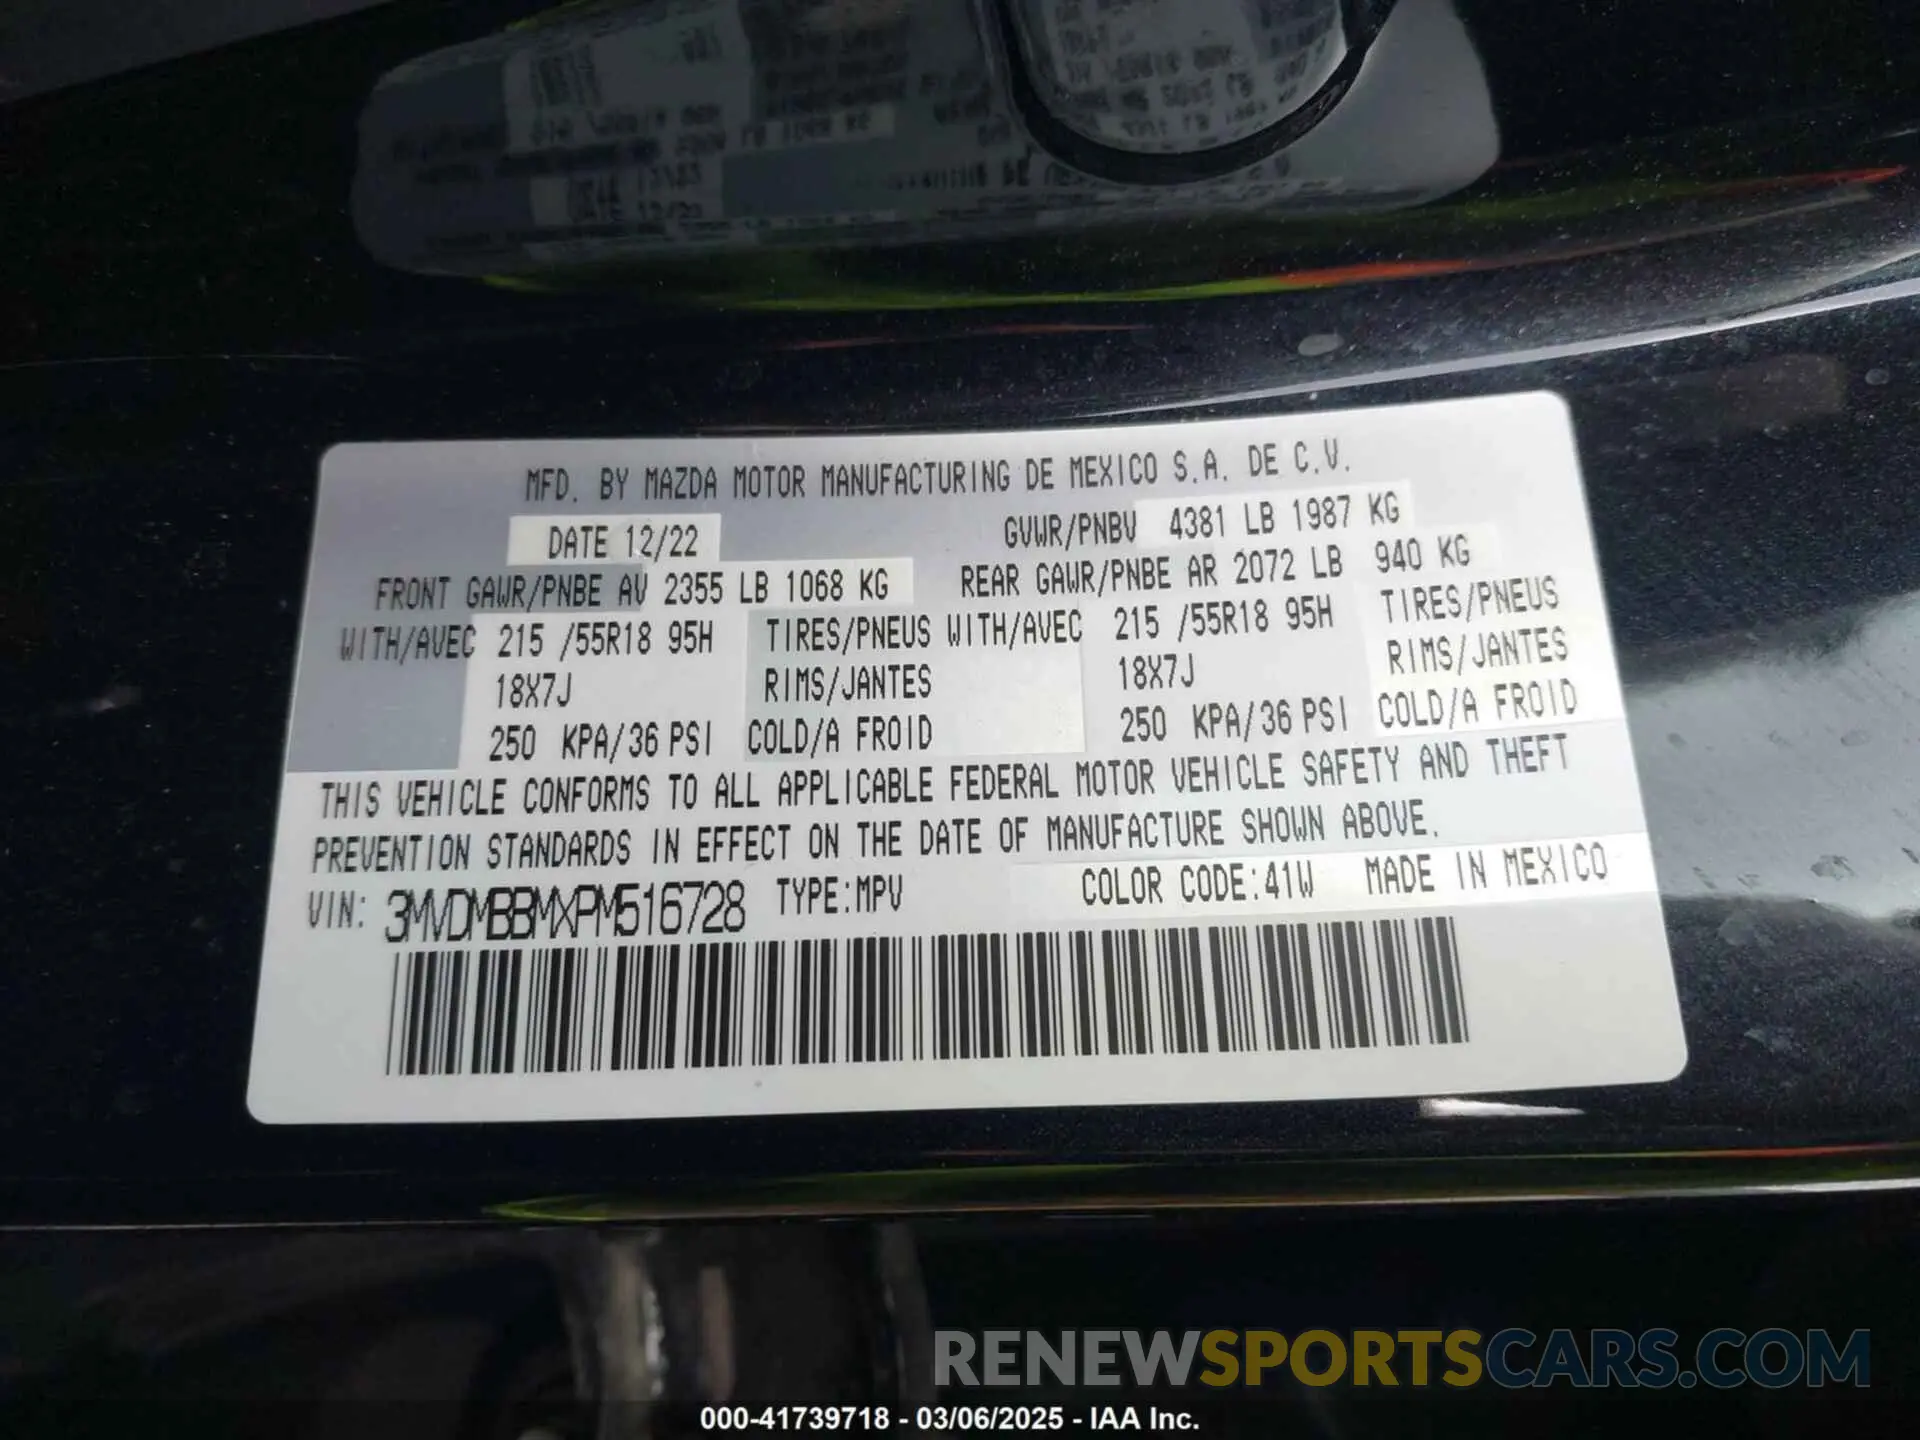 MFD. BY MAZDA MOTOR MANUFACTURING DE MEXICO S.A. DE C.V.
DATE 12/22 GVWR/PNBV 4381 LB 1987 KG
FRONT GAWR/PNBE AV 2355 LB 1068 KG REAR GAWR/PNBE AR 2072 LB 940 KG
WITH/AVEC 215 /55R18 95H TIRES/PNEUS WITH/AVEC 215 /55R18 95H TIRES/PNEUS
18X7J RIMS/JANTES 18X7J RIMS/JANTES
250 KPA/36 PSI COLD/A FROID 250 KPA/36 PSI COLD/A FROID
THIS VEHICLE CONFORMS TO ALL APPLICABLE FEDERAL MOTOR VEHICLE SAFETY AND THEFT
PREVENTION STANDARDS IN EFFECT ON THE DATE OF MANUFACTURE SHOWN ABOVE.
VIN: 3MVDMBBMXPM516728 TYPE:MPV COLOR CODE:41W MADE IN MEXICO
RENEWSPORTSCARS.COM
000-41739718 - 03/06/2025 - IAA Inc.